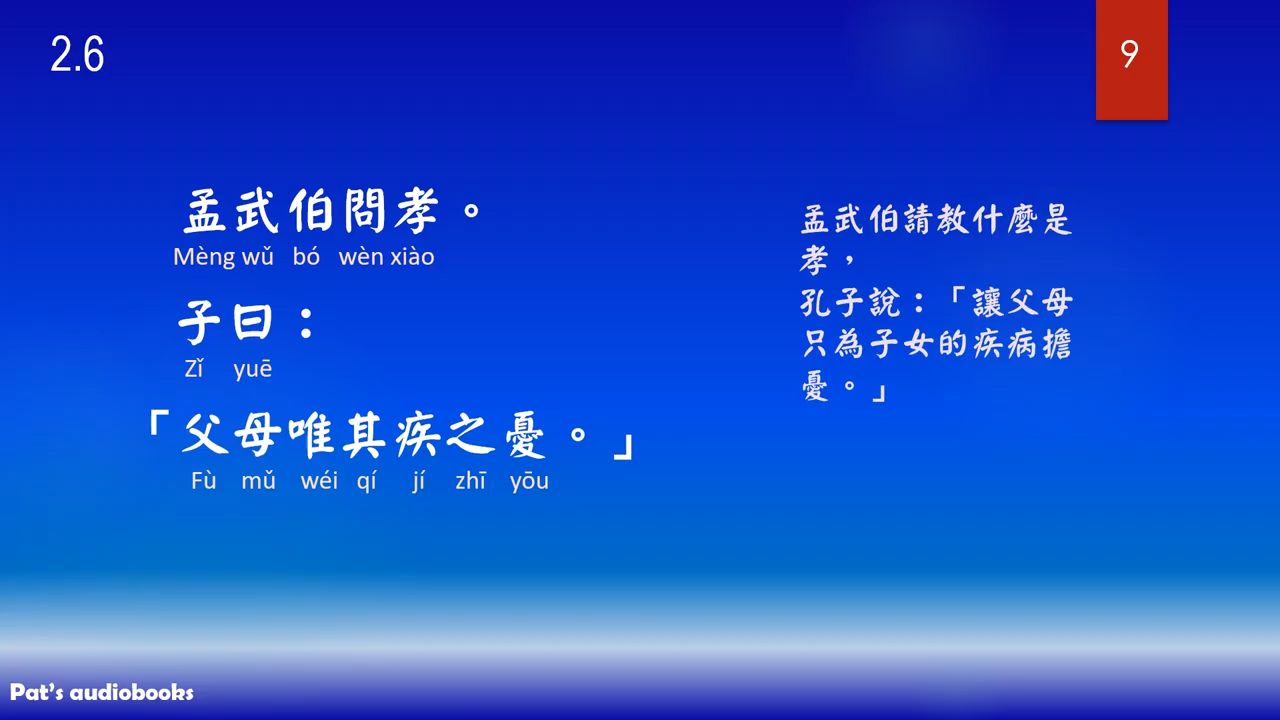 2.6
9
孟武伯問孝。
Mèng wǔ bó wèn xiào
子曰：
Zǐ yuē
「父母唯其疾之憂。」
Fù mǔ wéi qí jí zhī yōu
孟武伯請教什麼是
孝，
孔子說：「讓父母
只為子女的疾病擔
憂。」
Pat's audiobooks